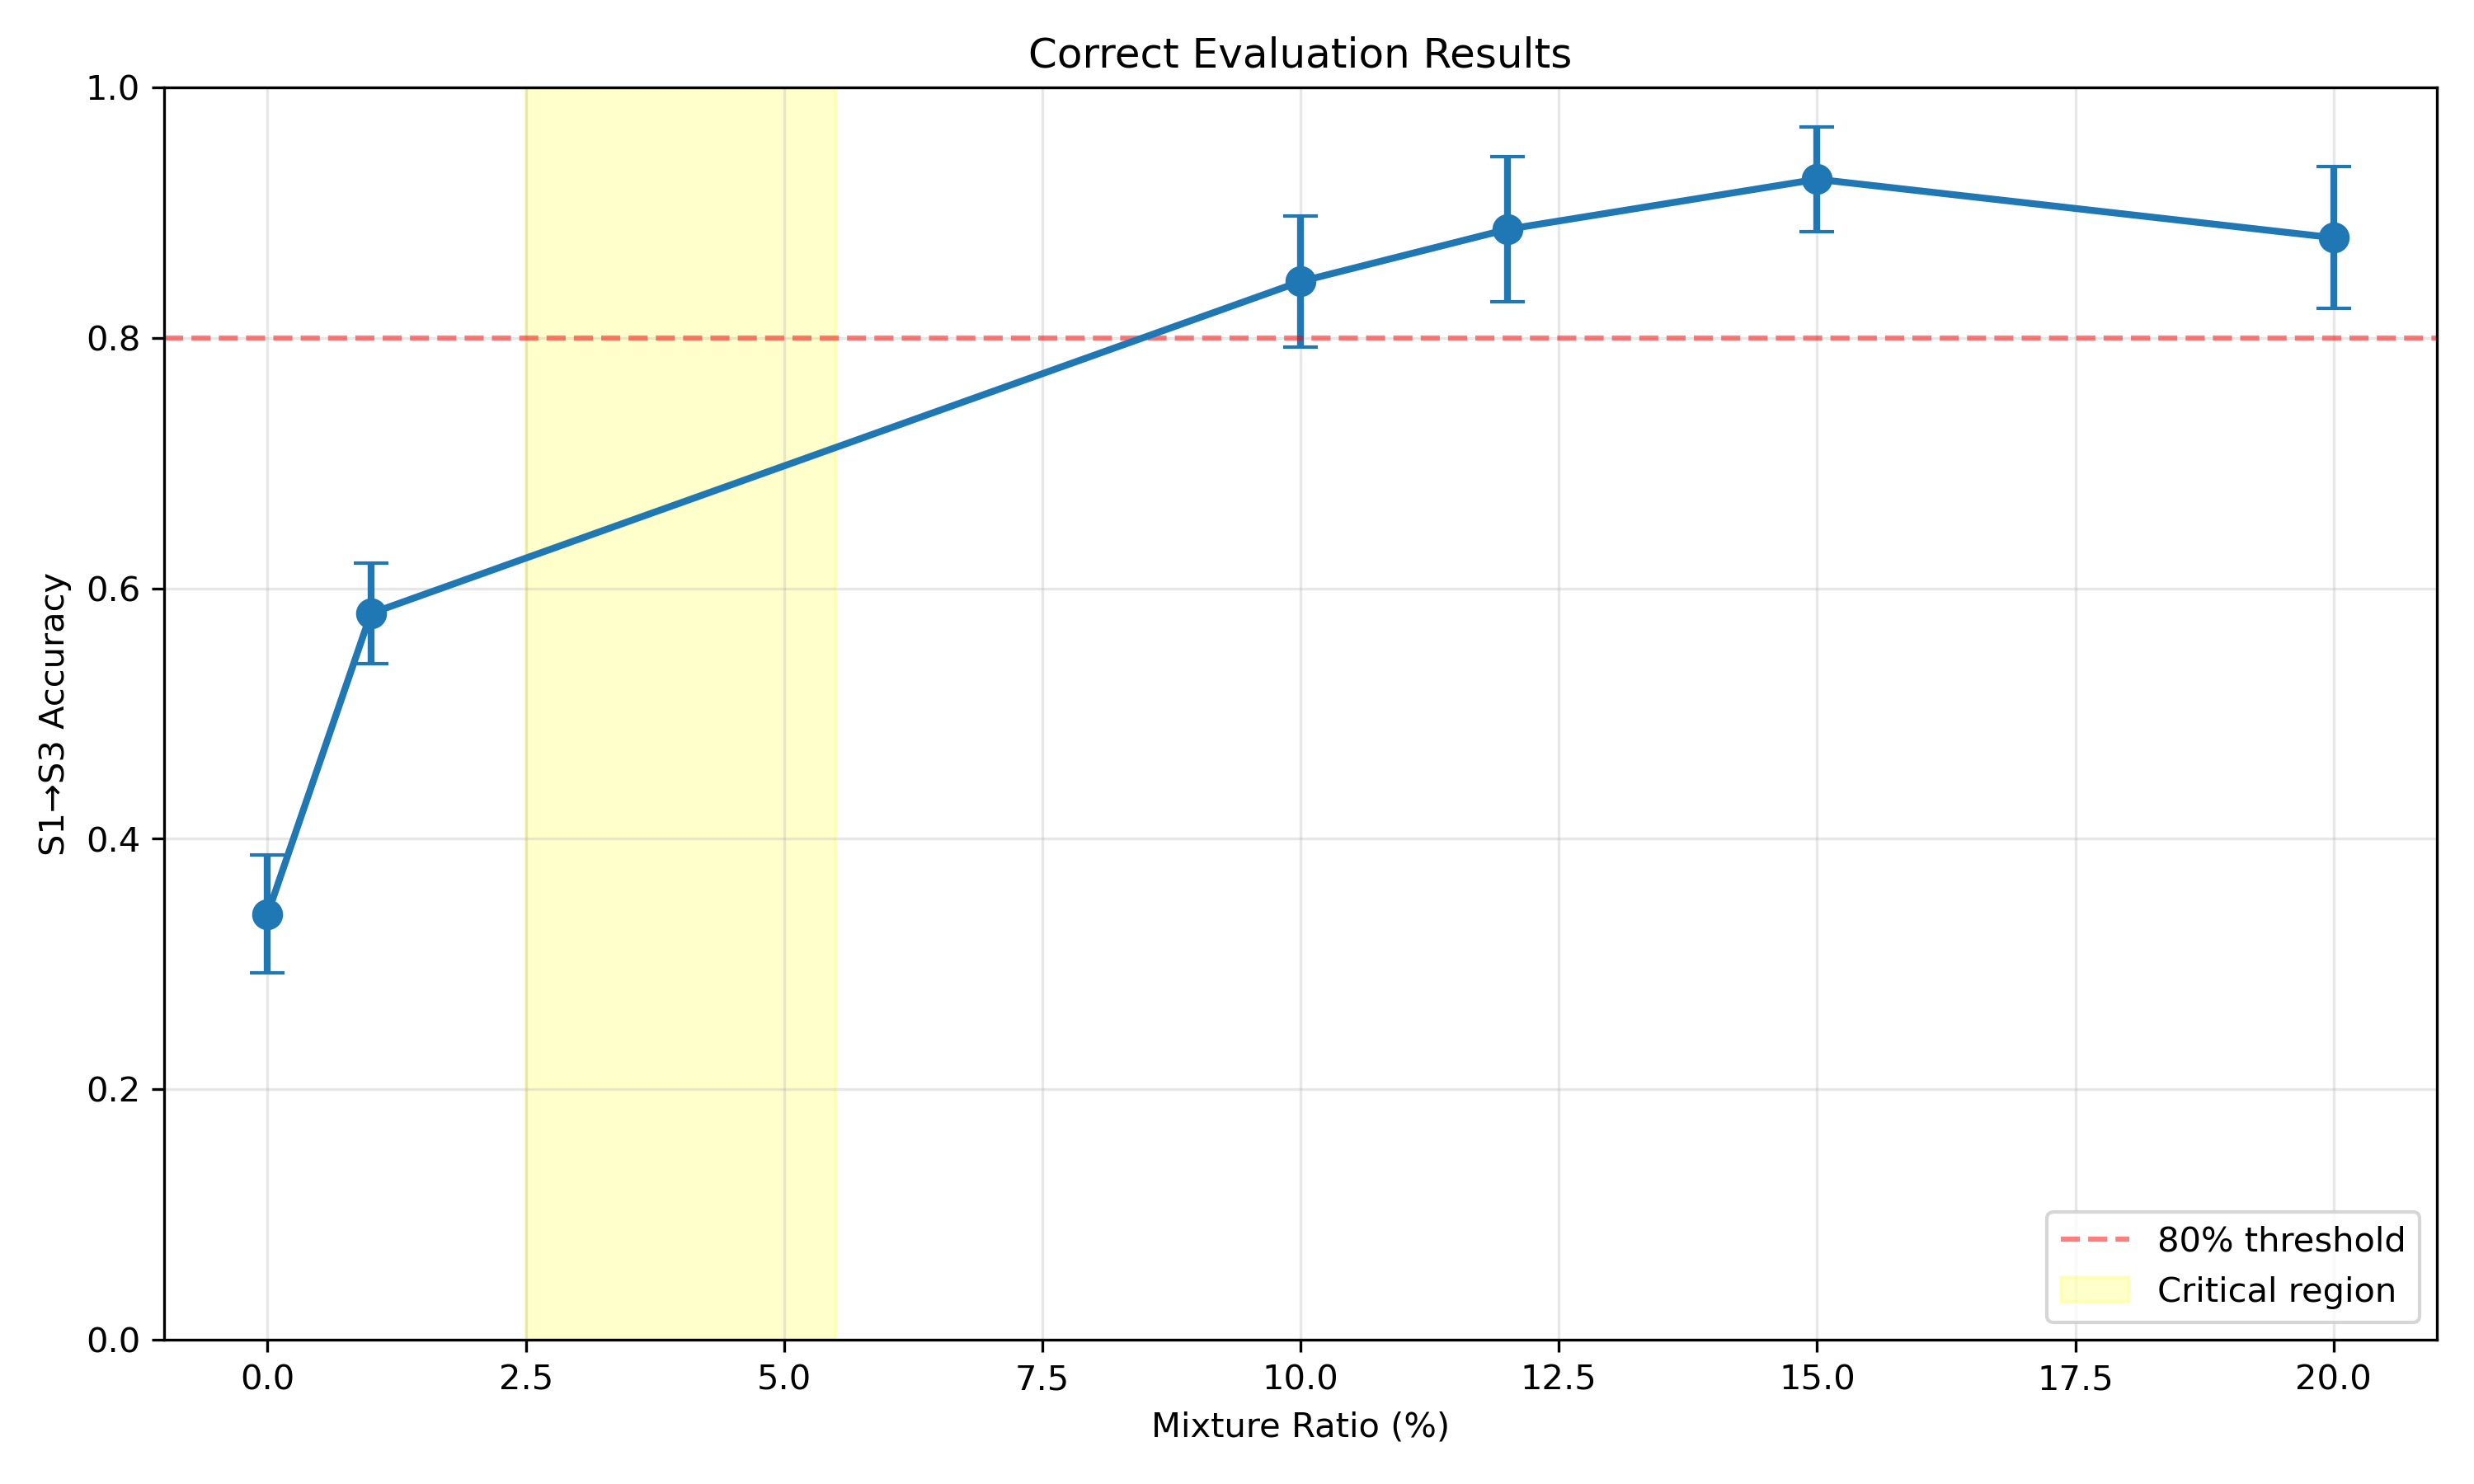 Correct Evaluation Results
S1→S3 Accuracy
1.0
0.8
0.6
0.4
0.2
0.0
0.0 2.5 5.0 7.5 10.0 12.5 15.0 17.5 20.0
Mixture Ratio (%)
80% threshold
Critical region